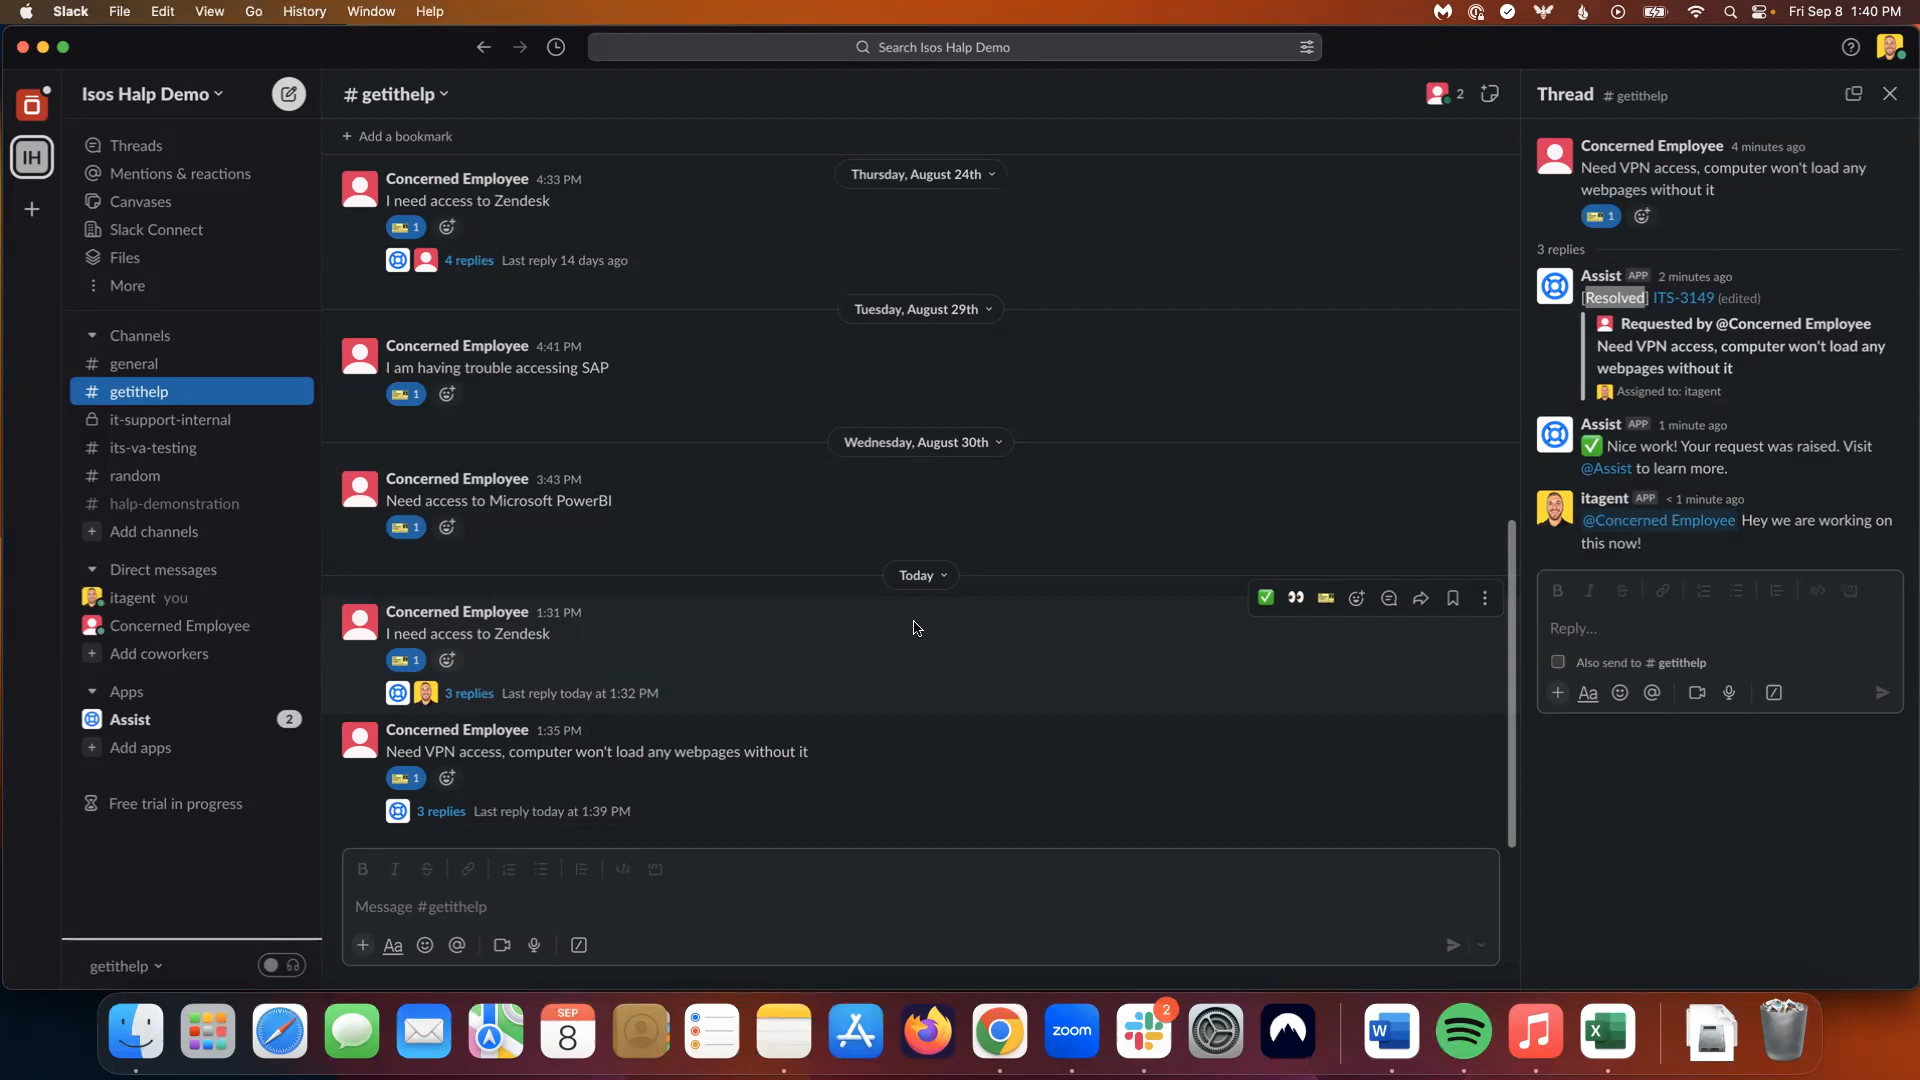 Slack File Edit View Go History Window Help
Fri Sep 8 1:40 PM
Search Isos Halp Demo
IH
Isos Halp Demo
Threads
Mentions & reactions
Canvases
Slack Connect
Files
More
Channels
# general
# getithelp
it-support-internal
# its-va-testing
# random
# halp-demonstration
+ Add channels
Direct messages
itagent you
Concerned Employee
+ Add coworkers
Apps
Assist 2
+ Add apps
Free trial in progress
getithelp
# getithelp
2
+ Add a bookmark
Thursday, August 24th
Concerned Employee 4:33 PM
I need access to Zendesk
1
4 replies Last reply 14 days ago
Tuesday, August 29th
Concerned Employee 4:41 PM
I am having trouble accessing SAP
1
Wednesday, August 30th
Concerned Employee 3:43 PM
Need access to Microsoft PowerBI
1
Today
Concerned Employee 1:31 PM
I need access to Zendesk
1
3 replies Last reply today at 1:32 PM
Concerned Employee 1:35 PM
Need VPN access, computer won't load any webpages without it
1
3 replies Last reply today at 1:39 PM
B I S
Message #getithelp
+ Aa @
Thread # getithelp
Concerned Employee 4 minutes ago
Need VPN access, computer won't load any
webpages without it
1
3 replies
Assist APP 2 minutes ago
[Resolved] ITS-3149 (edited)
Requested by @Concerned Employee
Need VPN access, computer won't load any
webpages without it
Assigned to: itagent
Assist APP 1 minute ago
✅ Nice work! Your request was raised. Visit
@Assist to learn more.
itagent APP < 1 minute ago
@Concerned Employee Hey we are working on
this now!
B I S
Reply...
Also send to # getithelp
+ Aa @
SEP
8
zoom
2
W
X